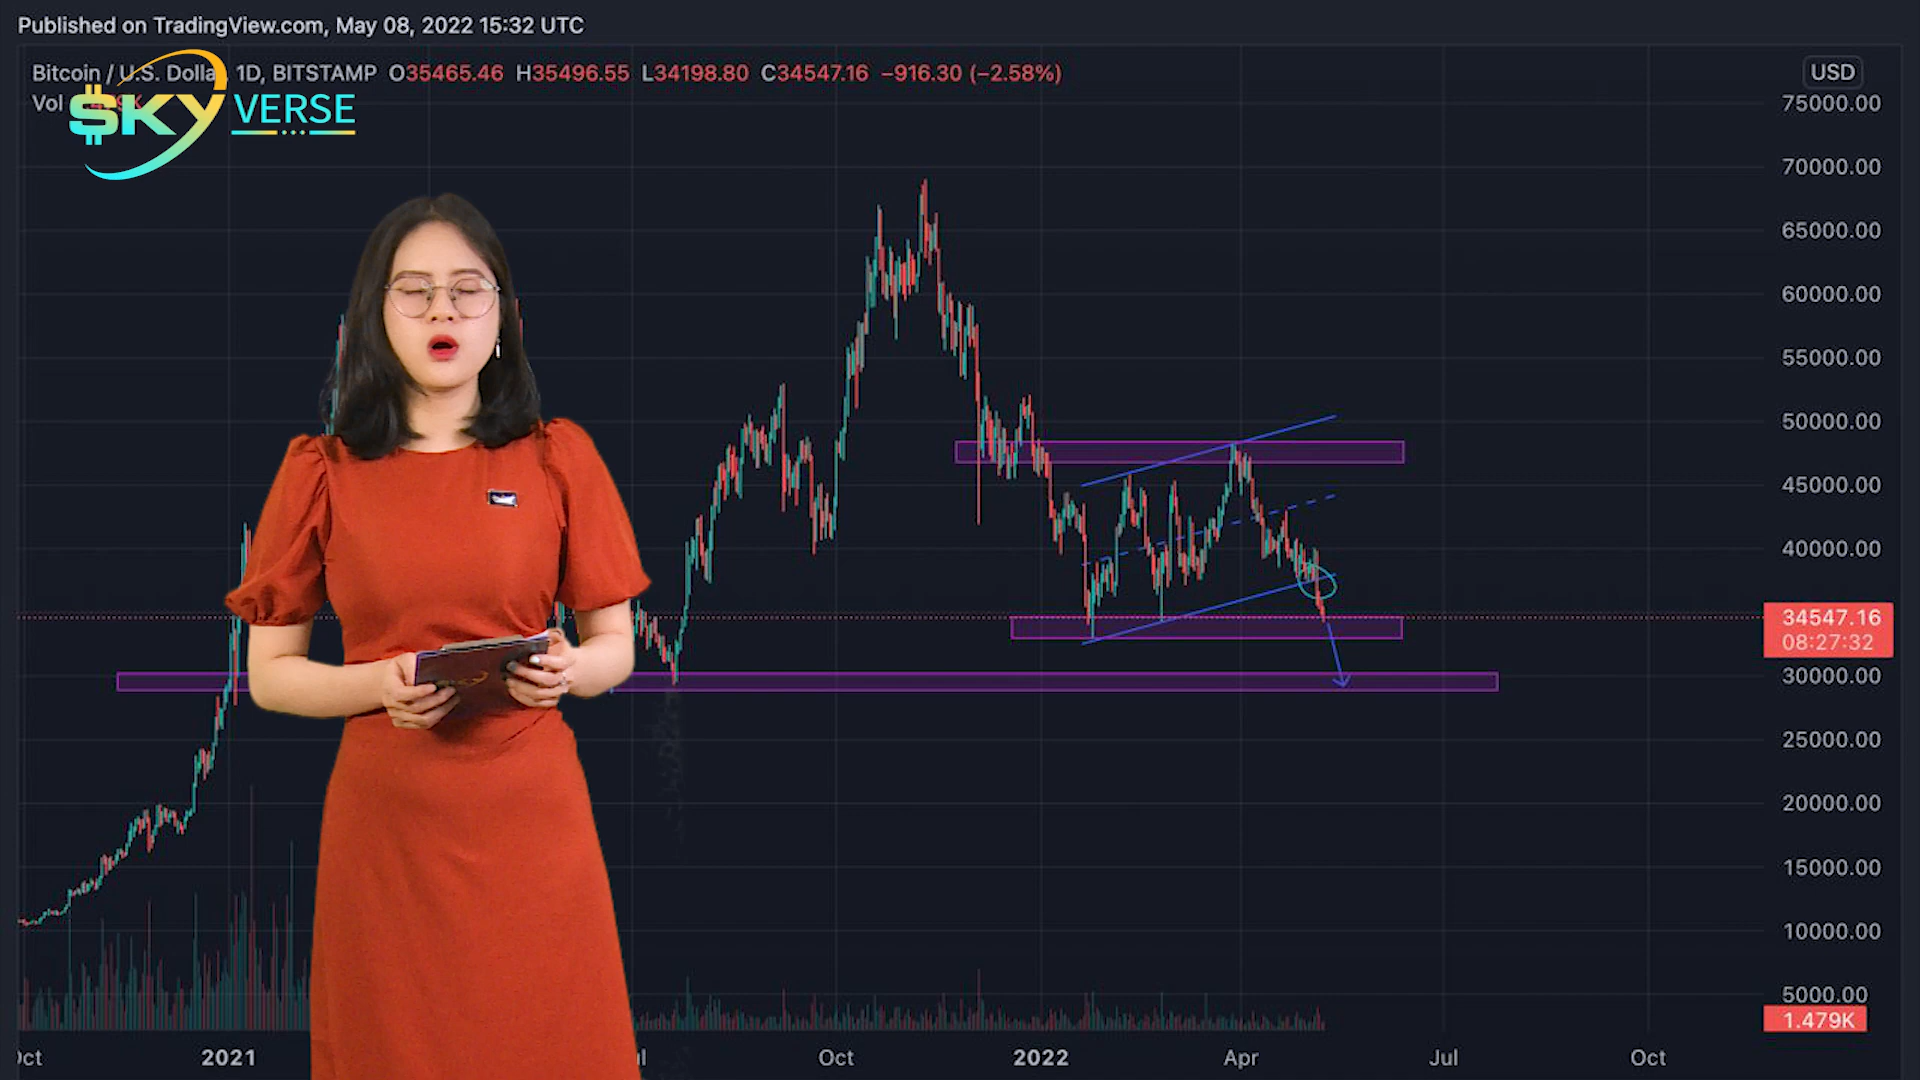 Published on TradingView.com, May 08, 2022 15:32 UTC
Bitcoin / U.S. Dolla 1D, BITSTAMP O35465.46 H35496.55 L34198.80 C34547.16 −916.30 (−2.58%)
USD
Vol
$KY VERSE
75000.00
70000.00
65000.00
60000.00
55000.00
50000.00
45000.00
40000.00
34547.16
08:27:32
30000.00
25000.00
20000.00
15000.00
10000.00
5000.00
1.479K
2021 Oct 2022 Apr Jul Oct